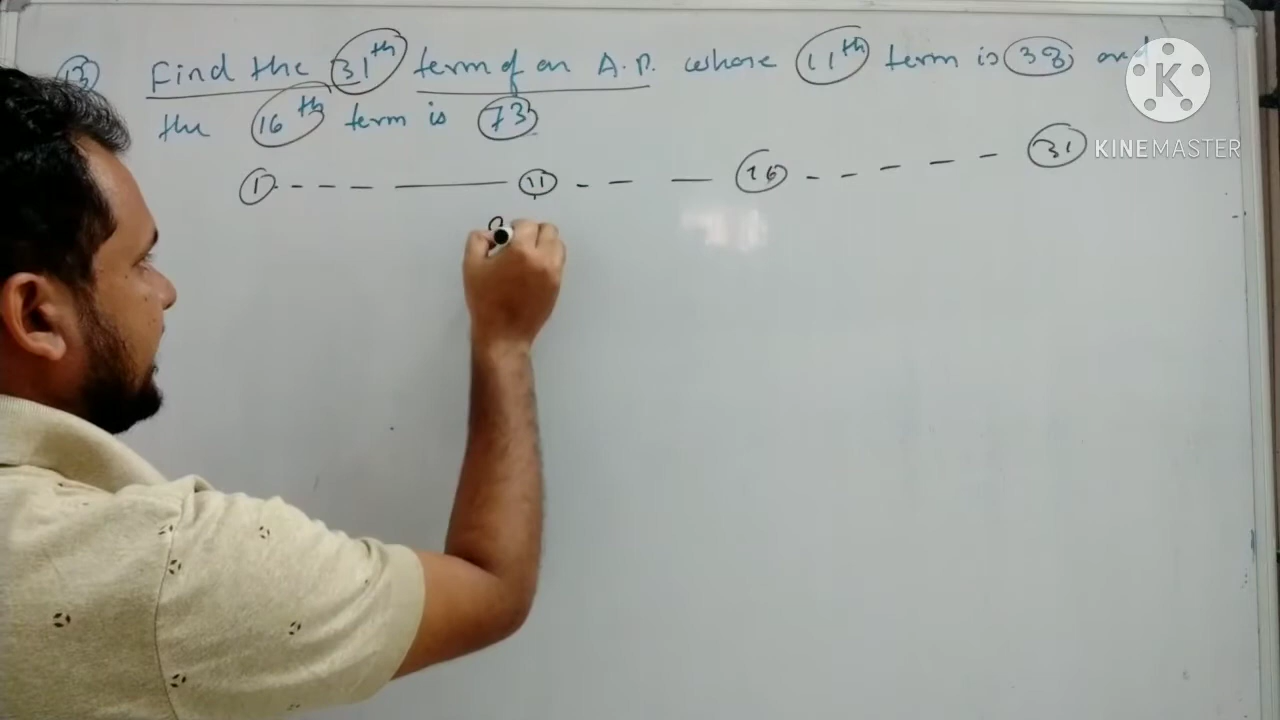 13 Find the 31th term of an A.P. whose 11th term is 38 and
the 16th term is 73
1 - - - — 11 - - — 16 - - - - - 31
K
KINEMASTER